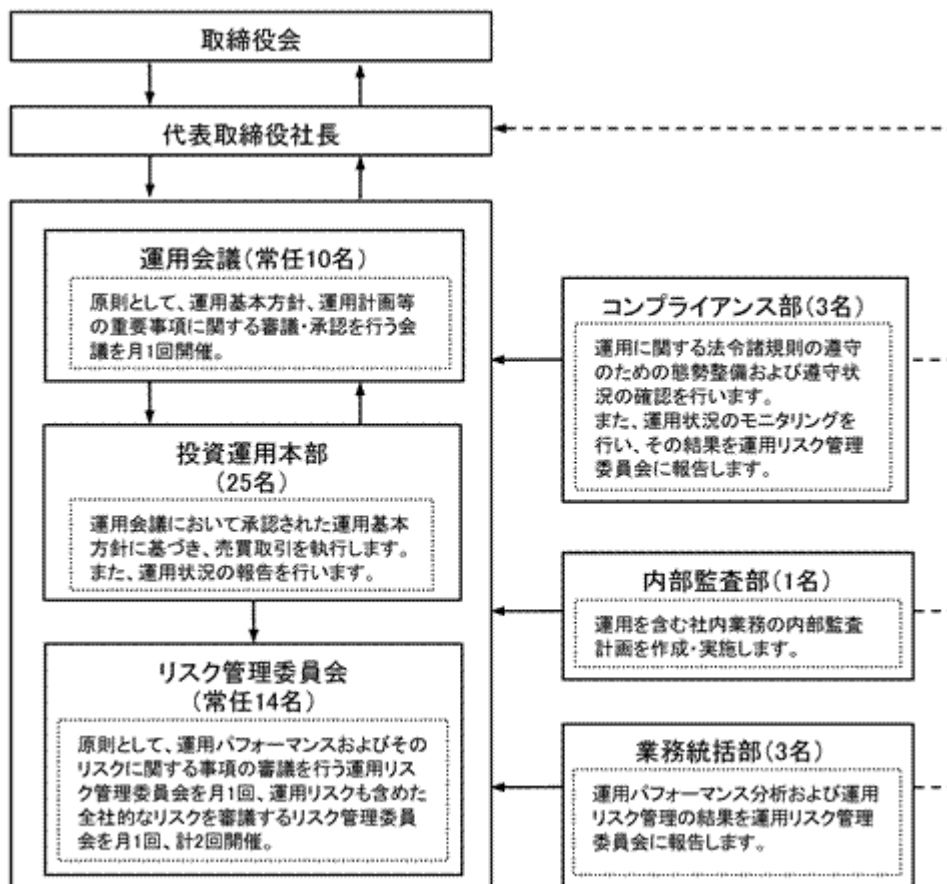 取締役会
代表取締役社長
運用会議(常任10名)
原則として、運用基本方針、運用計画等
の重要事項に関する審議・承認を行う会
議を月1回開催。
投資運用本部
(25名)
運用会議において承認された運用基本
方針に基づき、売買取引を執行します。
また、運用状況の報告を行います。
リスク管理委員会
(常任14名)
原則として、運用パフォーマンスおよびその
リスクに関する事項の審議を行う運用リス
ク管理委員会を月1回、運用リスクも含めた
全社的なリスクを審議するリスク管理委員
会を月1回、計2回開催。
コンプライアンス部(3名)
運用に関する法令諸規則の遵守
のための態勢整備および遵守状
況の確認を行います。
また、運用状況のモニタリングを
行い、その結果を運用リスク管理
委員会に報告します。
内部監査部(1名)
運用を含む社内業務の内部監査
計画を作成・実施します。
業務統括部(3名)
運用パフォーマンス分析および運用
リスク管理の結果を運用リスク管理
委員会に報告します。